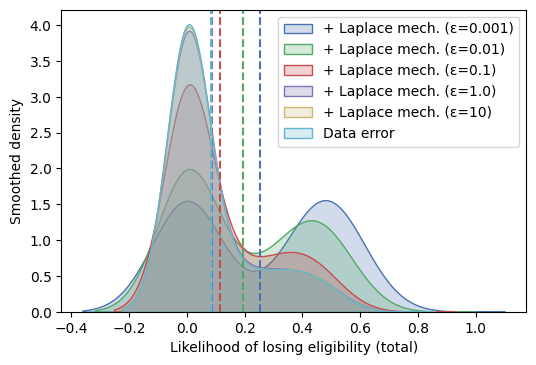 4.0
3.5
3.0
2.5
2.0
1.5
1.0
0.5
0.0
Smoothed density
+ Laplace mech. (ε=0.001)
+ Laplace mech. (ε=0.01)
+ Laplace mech. (ε=0.1)
+ Laplace mech. (ε=1.0)
+ Laplace mech. (ε=10)
Data error
−0.4 −0.2 0.0 0.2 0.4 0.6 0.8 1.0
Likelihood of losing eligibility (total)